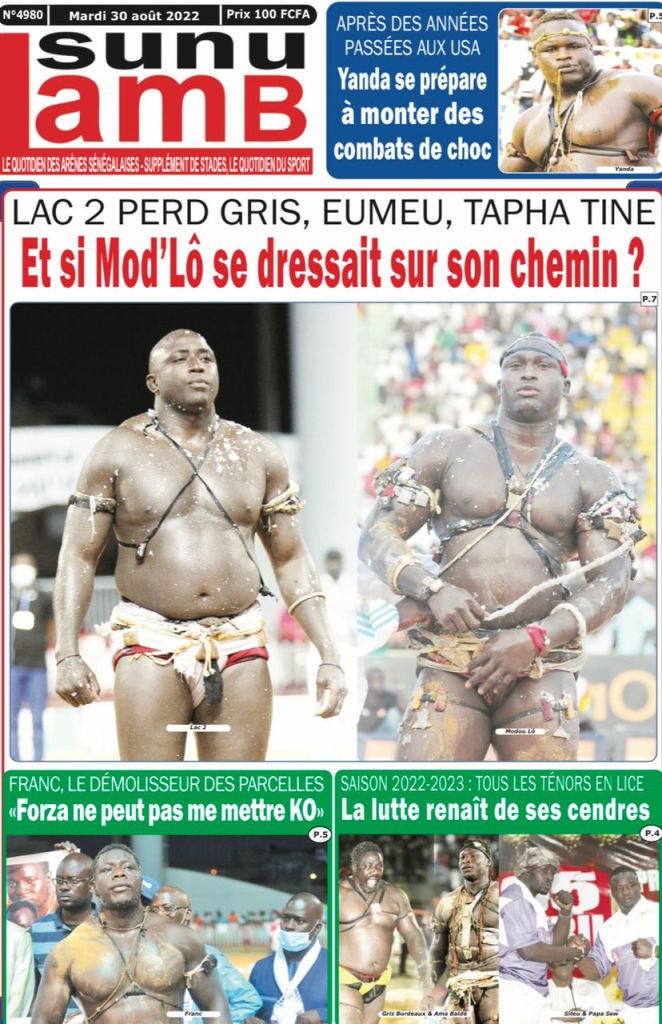 N°4980
Mardi 30 août 2022
Prix 100 FCFA
sunu
LamB
LE QUOTIDIEN DES ARÈNES SÉNÉGALAISES - SUPPLÉMENT DE STADES, LE QUOTIDIEN DU SPORT
APRÈS DES ANNÉES
PASSÉES AUX USA
Yanda se prépare
à monter des
combats de choc
Yanda
LAC 2 PERD GRIS, EUMEU, TAPHA TINE
Et si Mod'Lô se dressait sur son chemin ?
P.7
Lac 2
Modou Lô
FRANC, LE DÉMOLISSEUR DES PARCELLES
«Forza ne peut pas me mettre KO»
P.5
Franc
SAISON 2022-2023 : TOUS LES TÉNORS EN LICE
La lutte renaît de ses cendres
P.4
Gris Bordeaux & Ama Baldé
Siteu & Papa Sew